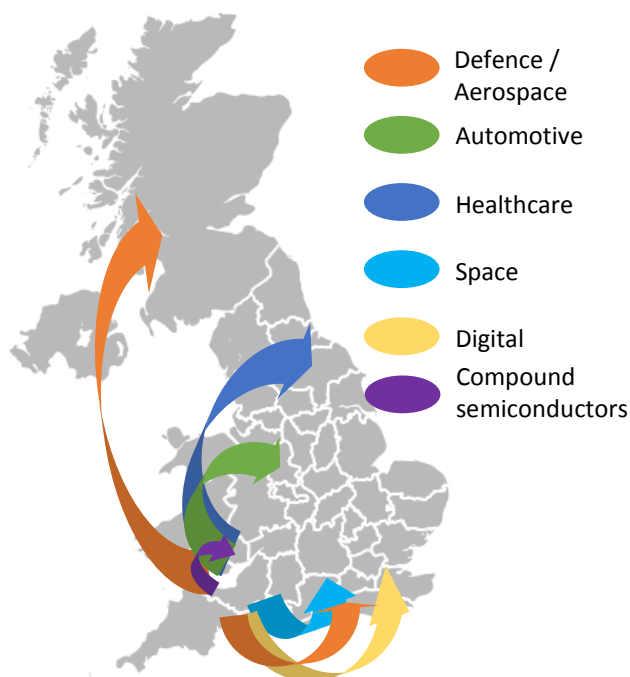 Defence /
Aerospace
Automotive
Healthcare
Space
Digital
Compound
semiconductors